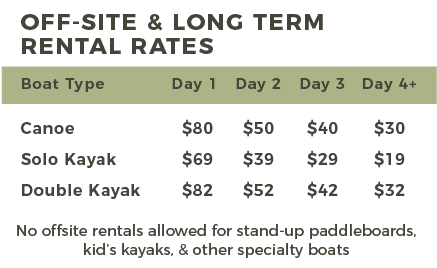 OFF-SITE & LONG TERM
RENTAL RATES
Boat Type Day 1 Day 2 Day 3 Day 4+
Canoe $80 $50 $40 $30
Solo Kayak $69 $39 $29 $19
Double Kayak $82 $52 $42 $32
No offsite rentals allowed for stand-up paddleboards,
kid's kayaks, & other specialty boats